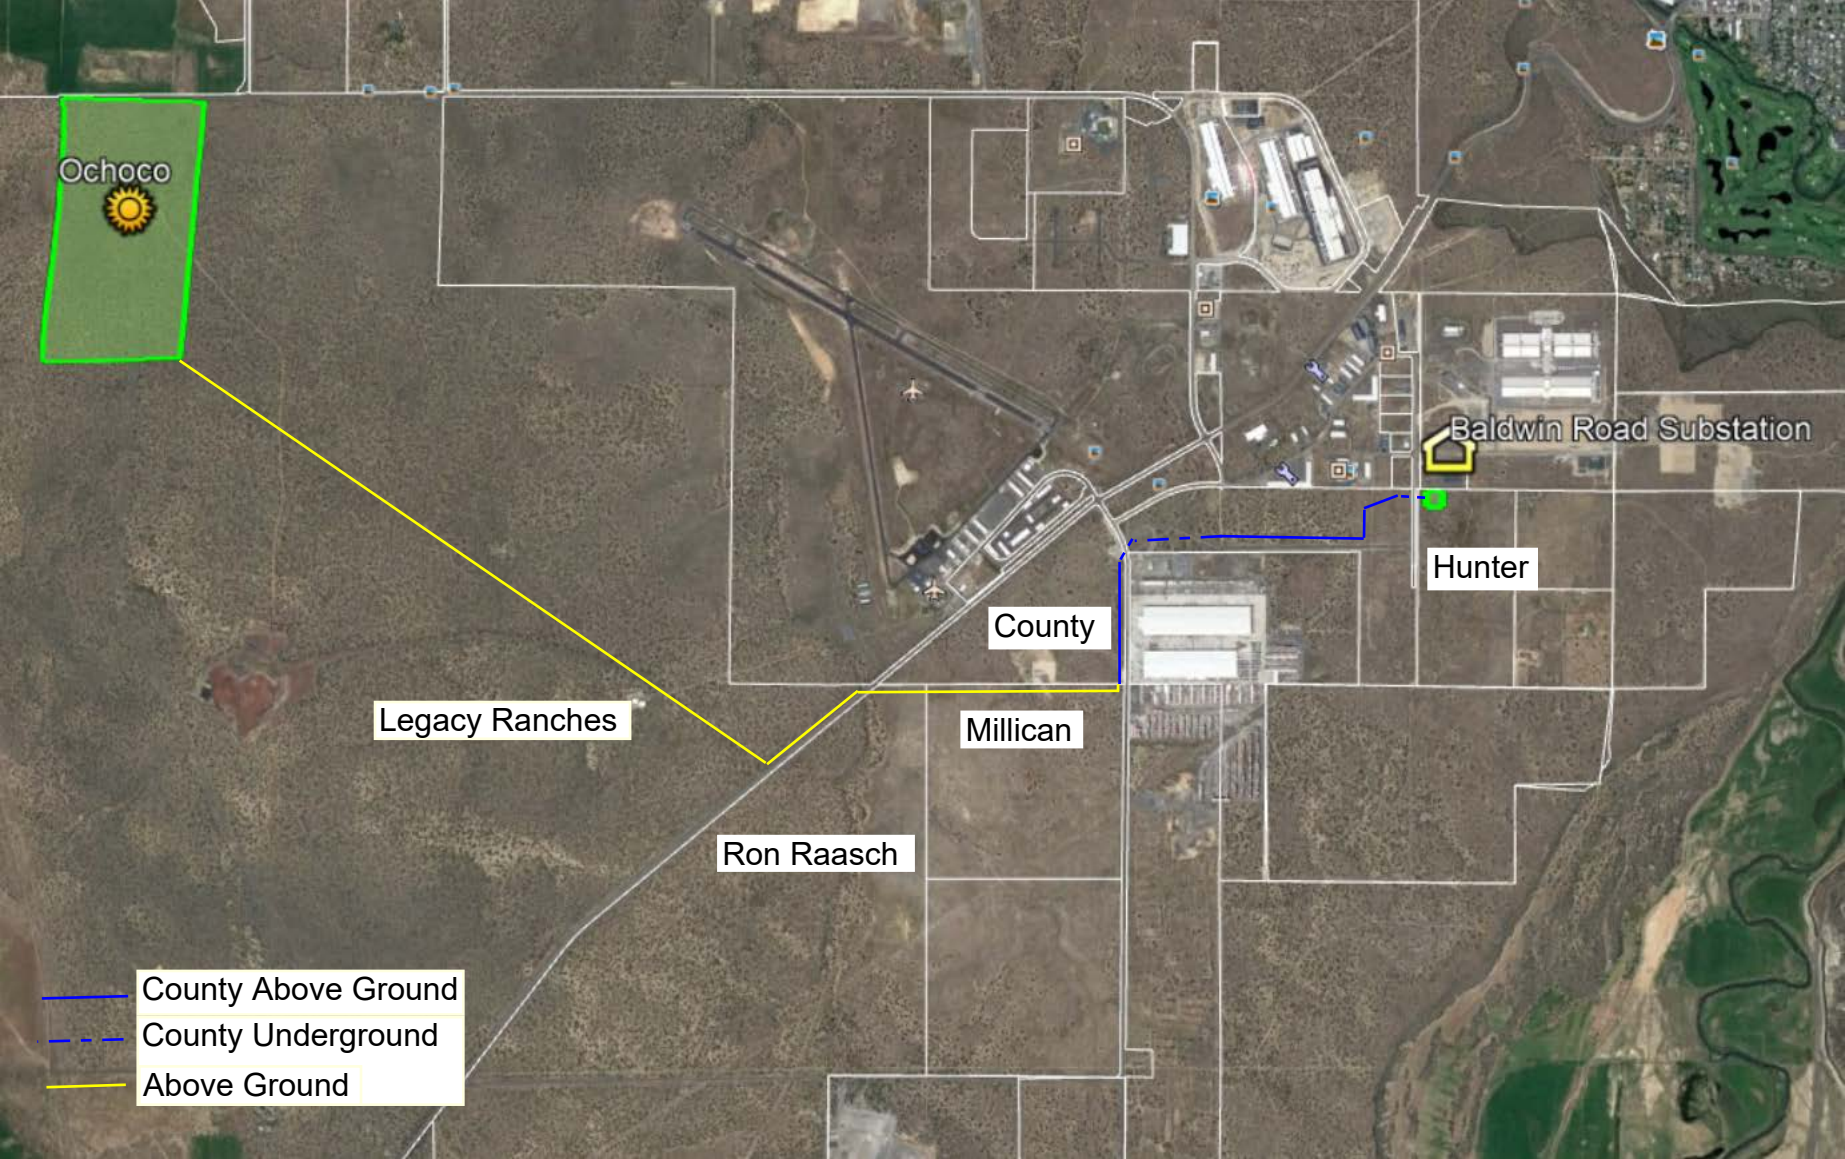 Ochoco
Baldwin Road Substation
Hunter
County
Legacy Ranches
Millican
Ron Raasch
County Above Ground
County Underground
Above Ground